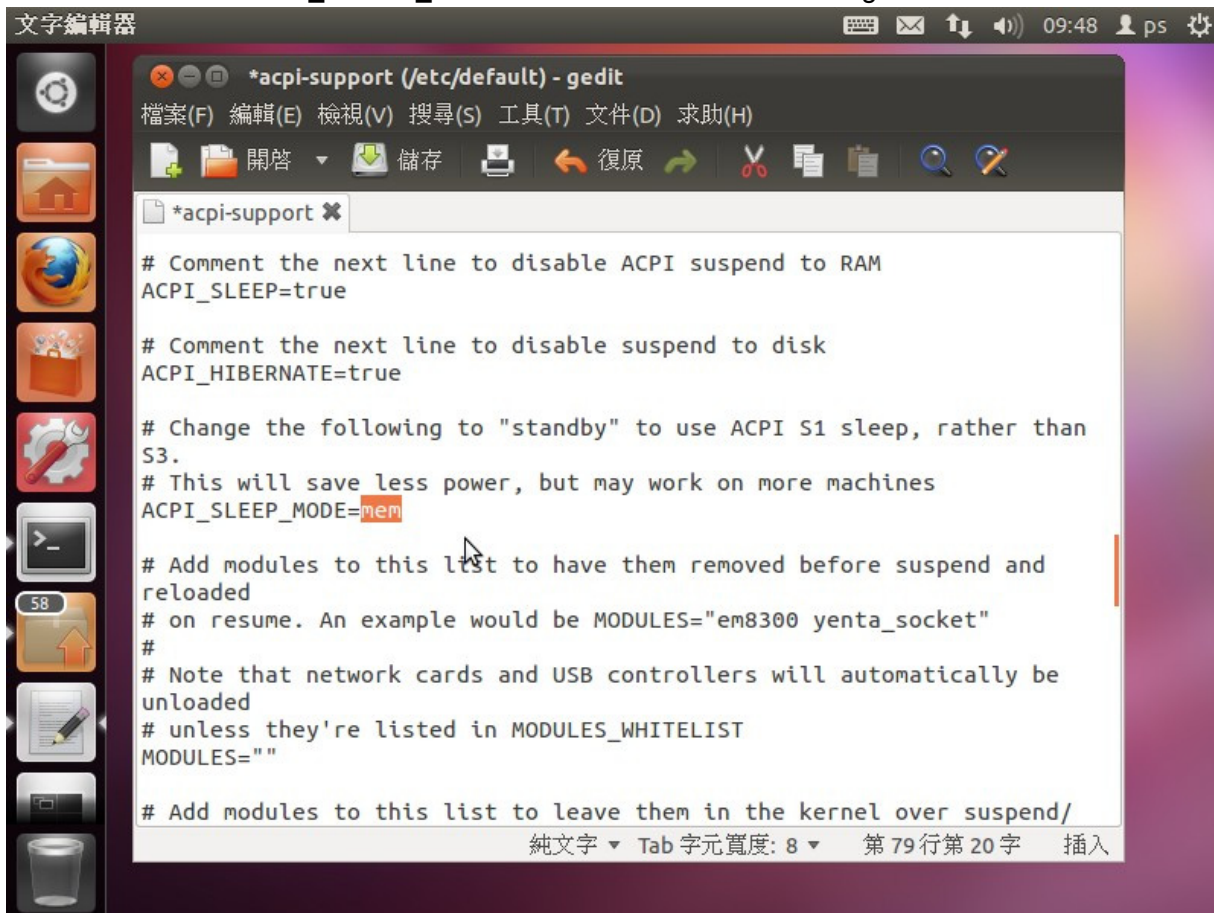 文字編輯器
09:48 ps
*acpi-support (/etc/default) - gedit
檔案(F) 編輯(E) 檢視(V) 搜尋(S) 工具(T) 文件(D) 求助(H)
開啓 儲存 復原
*acpi-support
# Comment the next line to disable ACPI suspend to RAM
ACPI_SLEEP=true
# Comment the next line to disable suspend to disk
ACPI_HIBERNATE=true
# Change the following to "standby" to use ACPI S1 sleep, rather than
S3.
# This will save less power, but may work on more machines
ACPI_SLEEP_MODE=mem
# Add modules to this list to have them removed before suspend and
reloaded
# on resume. An example would be MODULES="em8300 yenta_socket"
#
# Note that network cards and USB controllers will automatically be
unloaded
# unless they're listed in MODULES_WHITELIST
MODULES=""
# Add modules to this list to leave them in the kernel over suspend/
純文字 Tab 字元寬度: 8 第 79 行第 20 字 插入
58